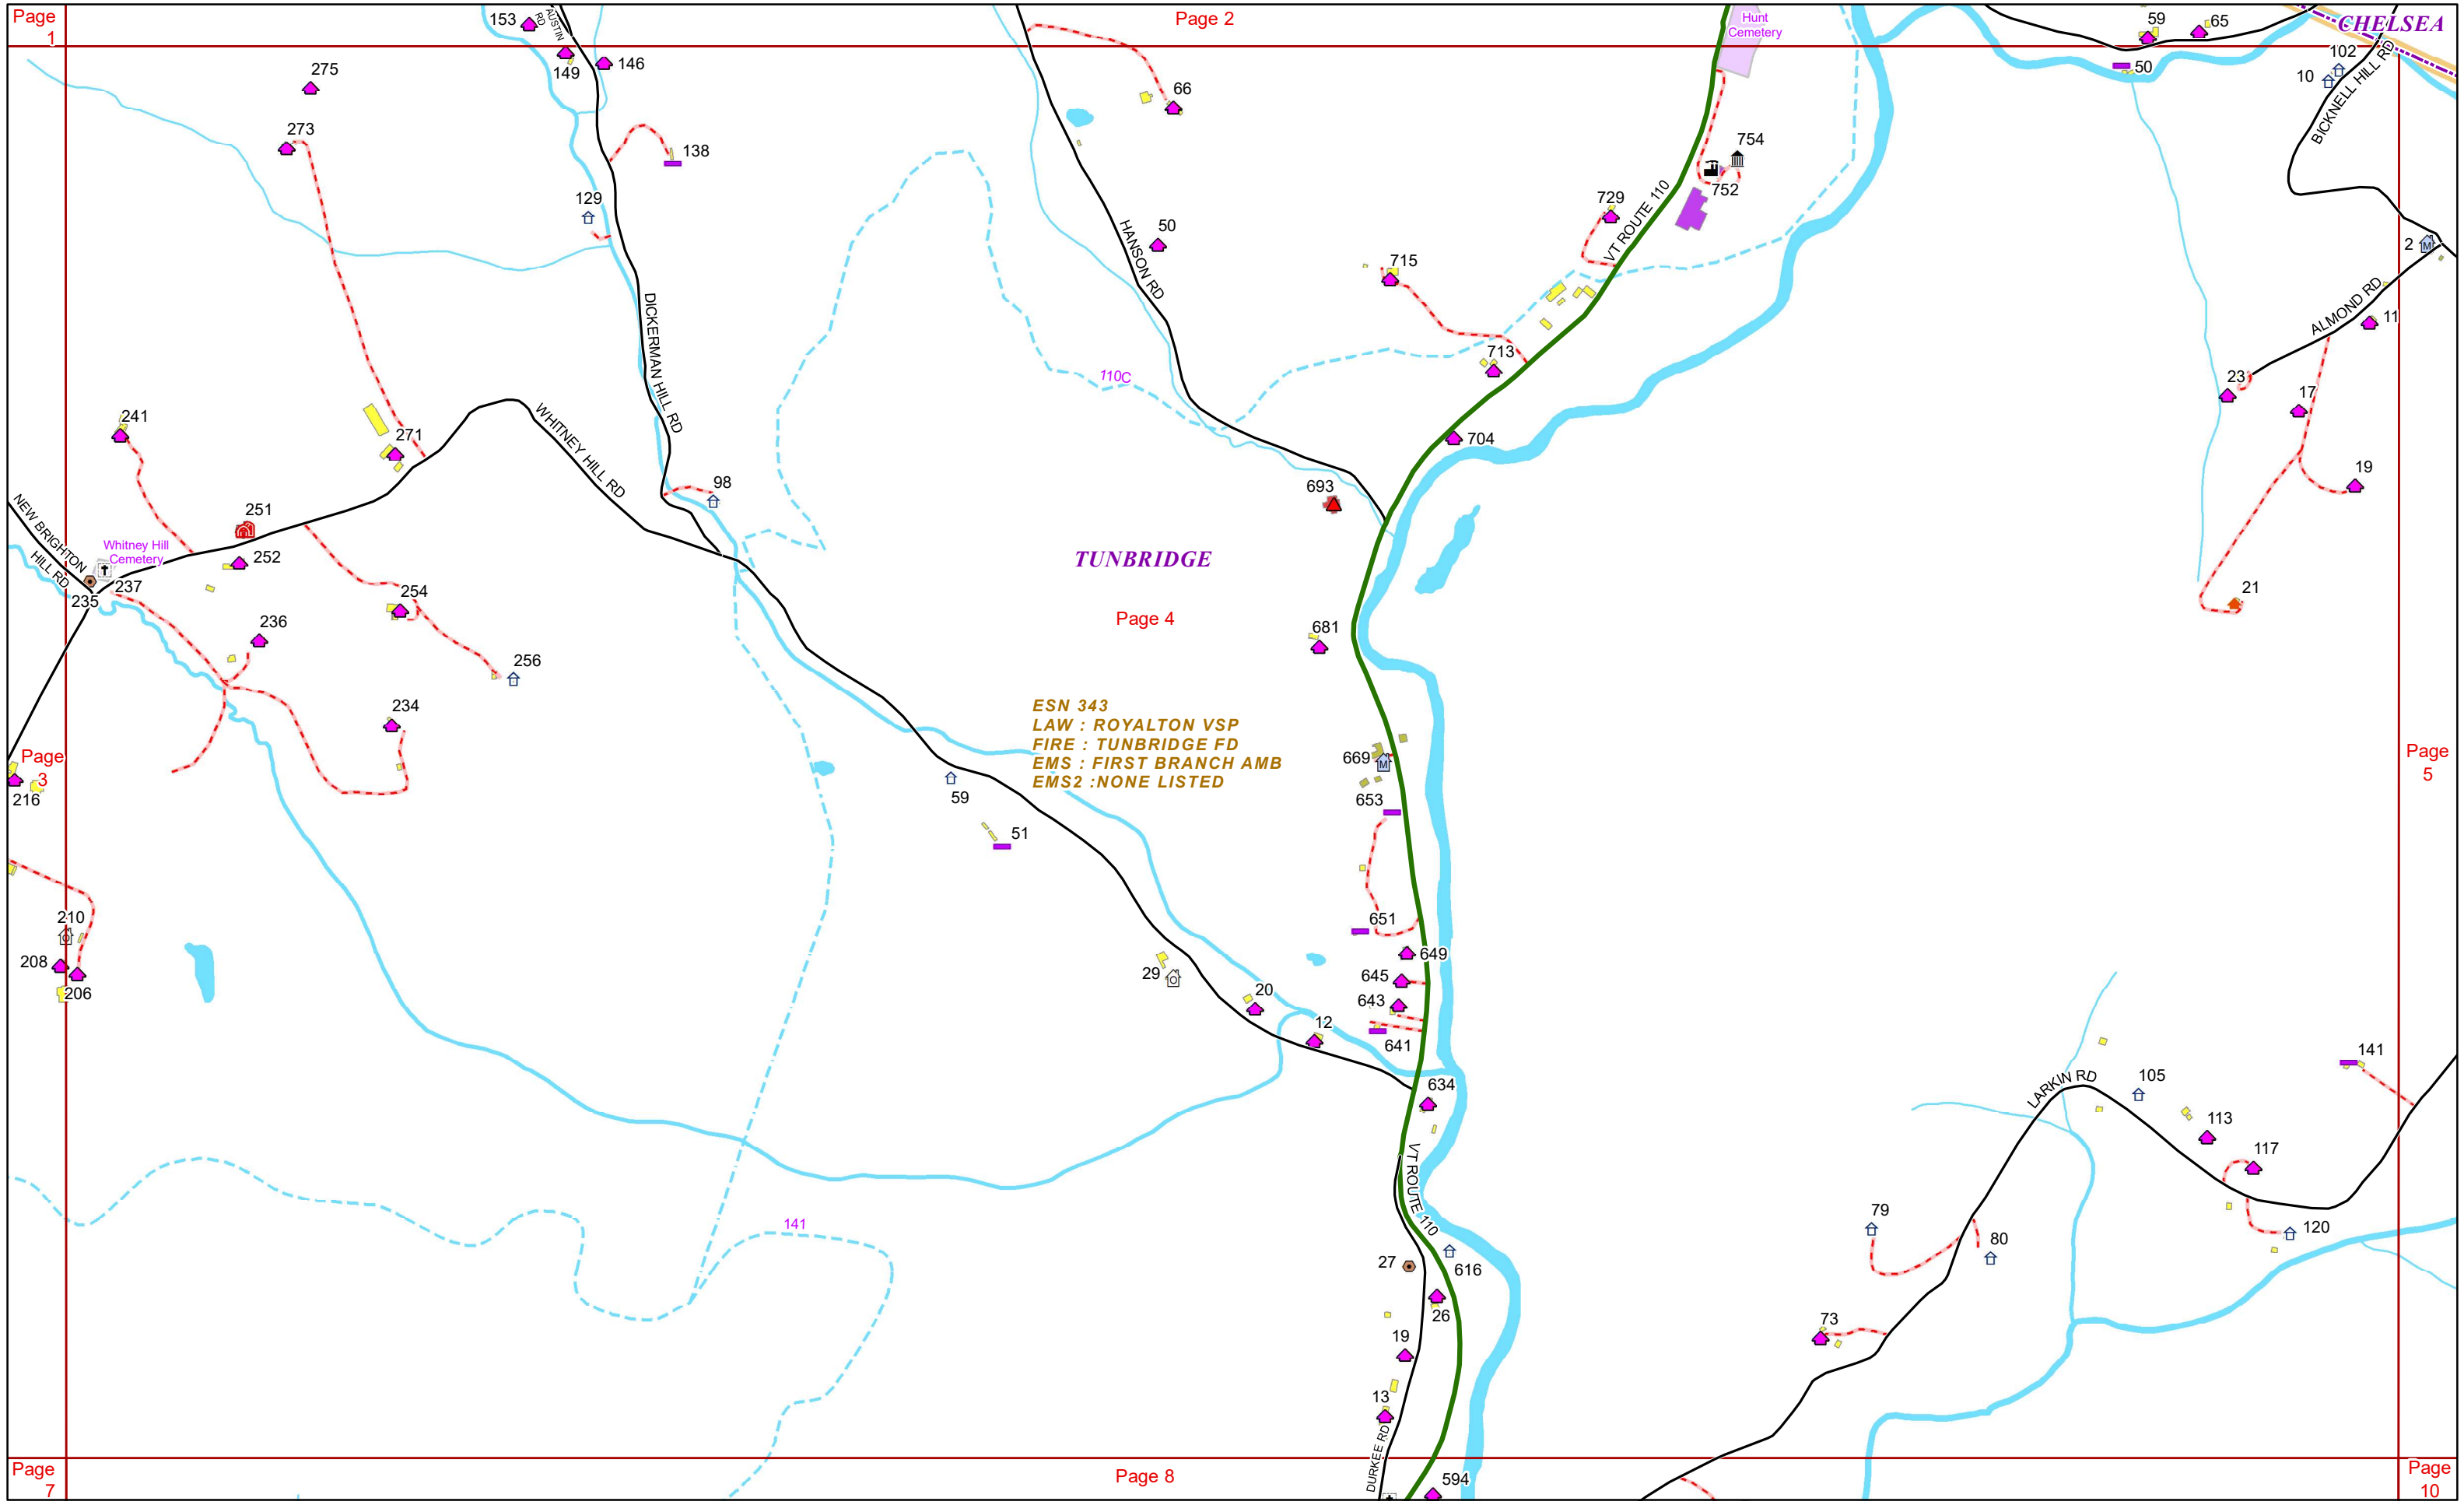 Page
1
153
AUSTIN
RD
Page 2
Hunt
Cemetery
59
65
CHELSEA
149
146
275
66
50
102
10
BICKNELL HILL RD
273
138
754
752
129
729
VT ROUTE 110
50
HANSON RD
2
715
ALMOND RD
11
DICKERMAN HILL RD
713
110C
23
17
241
WHITNEY HILL RD
271
704
19
98
693
NEW BRIGHTON
HILL RD
251
Whitney Hill
Cemetery
252
TUNBRIDGE
237
235
254
21
Page 4
236
681
256
234
ESN 343
LAW : ROYALTON VSP
FIRE : TUNBRIDGE FD
EMS : FIRST BRANCH AMB
EMS2 :NONE LISTED
Page
3
669
Page
5
216
59
653
51
210
651
208
649
29
645
206
20
643
12
641
141
634
105
LARKIN RD
113
117
VT ROUTE 110
79
141
120
80
27
616
26
73
19
13
DURKEE RD
Page
7
Page 8
594
Page
10